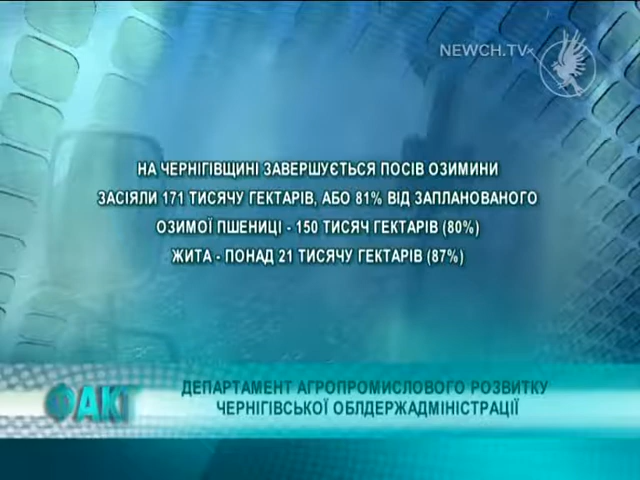 NEWCH.TV
НА ЧЕРНІГІВЩИНІ ЗАВЕРШУЄТЬСЯ ПОСІВ ОЗИМИНИ
ЗАСІЯЛИ 171 ТИСЯЧУ ГЕКТАРІВ, АБО 81% ВІД ЗАПЛАНОВАНОГО
ОЗИМОЇ ПШЕНИЦІ - 150 ТИСЯЧ ГЕКТАРІВ (80%)
ЖИТА - ПОНАД 21 ТИСЯЧУ ГЕКТАРІВ (87%)
ФАКТ
ДЕПАРТАМЕНТ АГРОПРОМИСЛОВОГО РОЗВИТКУ
ЧЕРНІГІВСЬКОЇ ОБЛДЕРЖАДМІНІСТРАЦІЇ